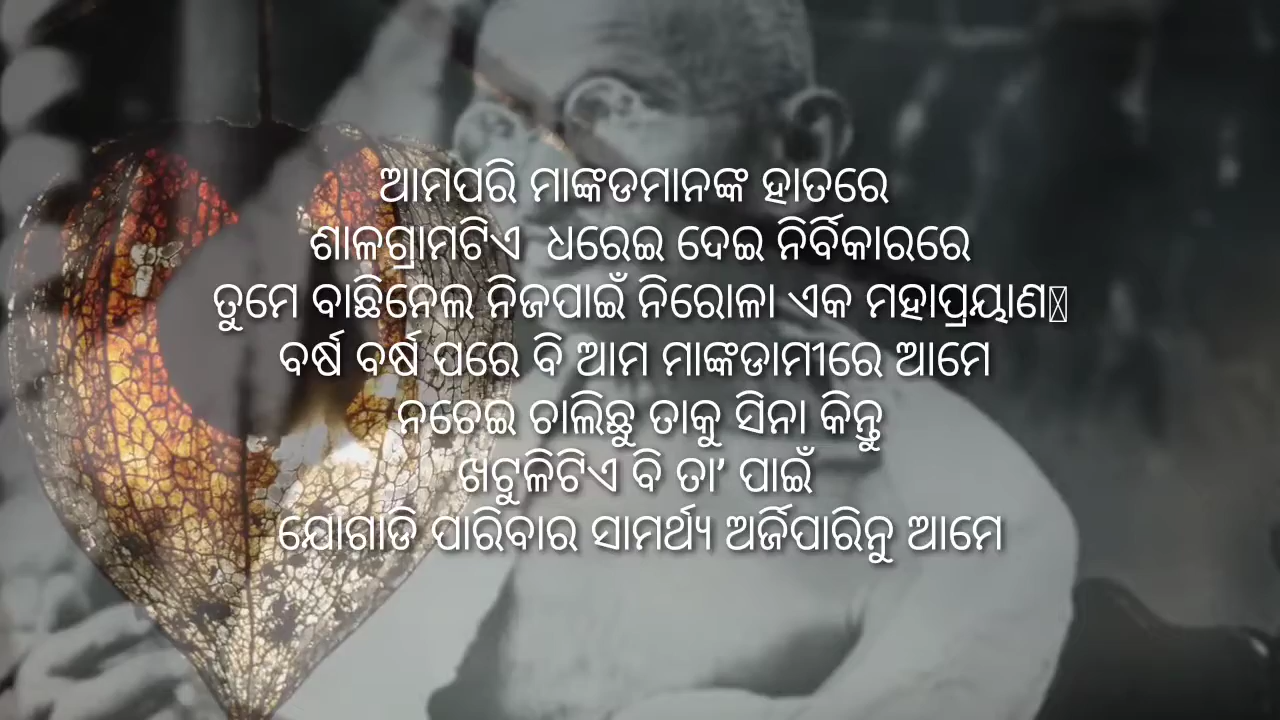 ଆମପରି ମାଙ୍କଡମାନଙ୍କ ହାତରେ
ଶାଳଗ୍ରାମଟିଏ ଧରେଇ ଦେଇ ନିର୍ବିକାରରେ
ତୁମେ ବାଛିନେଲ ନିଜପାଇଁ ନିରୋଳା ଏକ ମହାପ୍ରୟାଣ
ବର୍ଷ ବର୍ଷ ପରେ ବି ଆମ ମାଙ୍କଡାମୀରେ ଆମେ
ନଚେଇ ଚାଲିଛୁ ତାକୁ ସିନା କିନ୍ତୁ
ଖଟୁଳିଟିଏ ବି ତା’ ପାଇଁ
ଯୋଗାଡି ପାରିବାର ସାମର୍ଥ୍ୟ ଅର୍ଜିପାରିନୁ ଆମେ